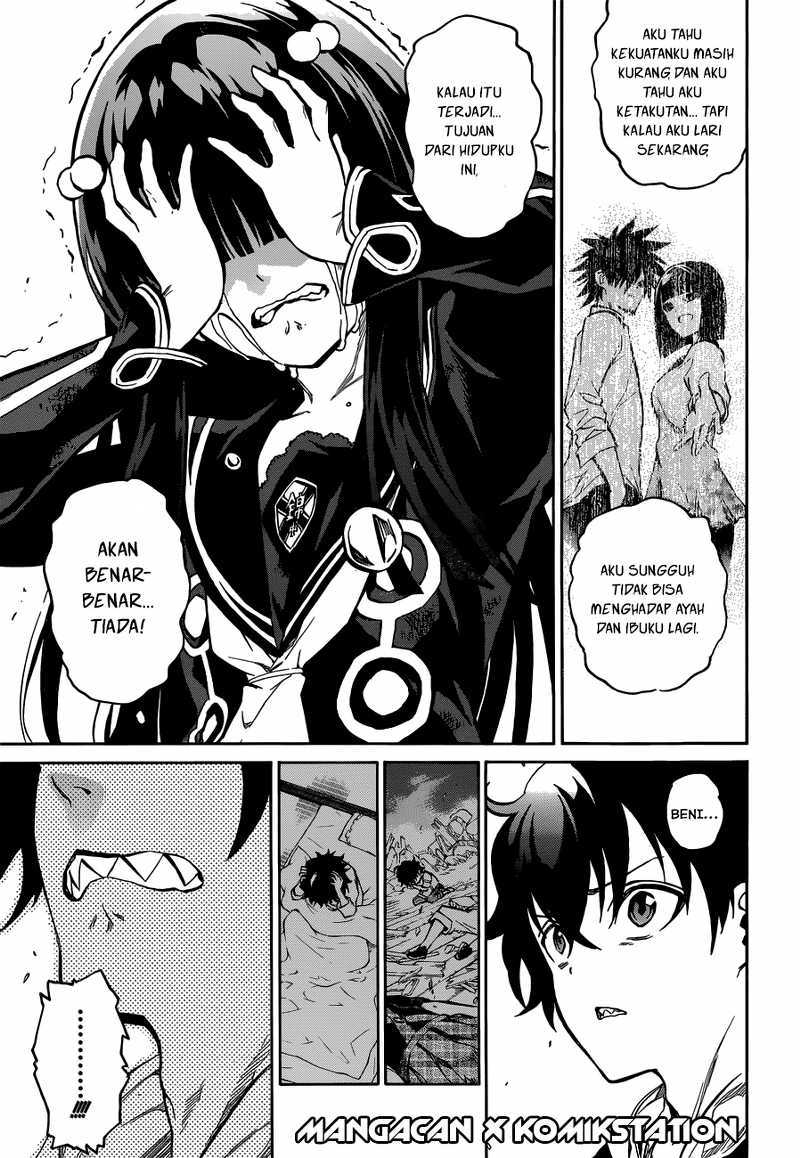 AKU TAHU
KEKUATANKU MASIH
KURANG DAN AKU
TAHU AKU
KETAKUTAN... TAPI
KALAU AKU LARI
SEKARANG.
AKU SUNGGUH
TIDAK BISA
MENGHADAP AYAH
DAN IBUKU LAGI.
KALAU ITU
TERJADI...
TUJUAN
DARI HIDUPKU
INI,
AKAN
BENAR-
BENAR...
TIADA!
BENI...
.........!!!!
MANGACAN X KOMIKSTATION